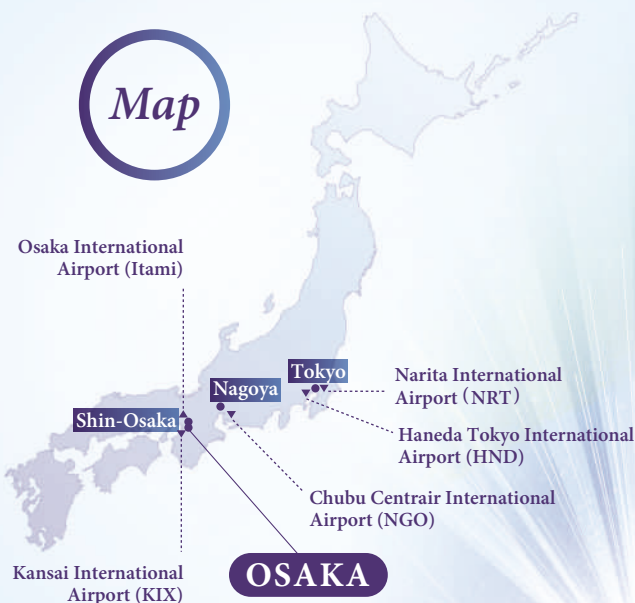 Map
Osaka International
Airport (Itami)
Tokyo
Nagoya
Shin-Osaka
Narita International
Airport (NRT)
Haneda Tokyo International
Airport (HND)
Chubu Centrair International
Airport (NGO)
OSAKA
Kansai International
Airport (KIX)